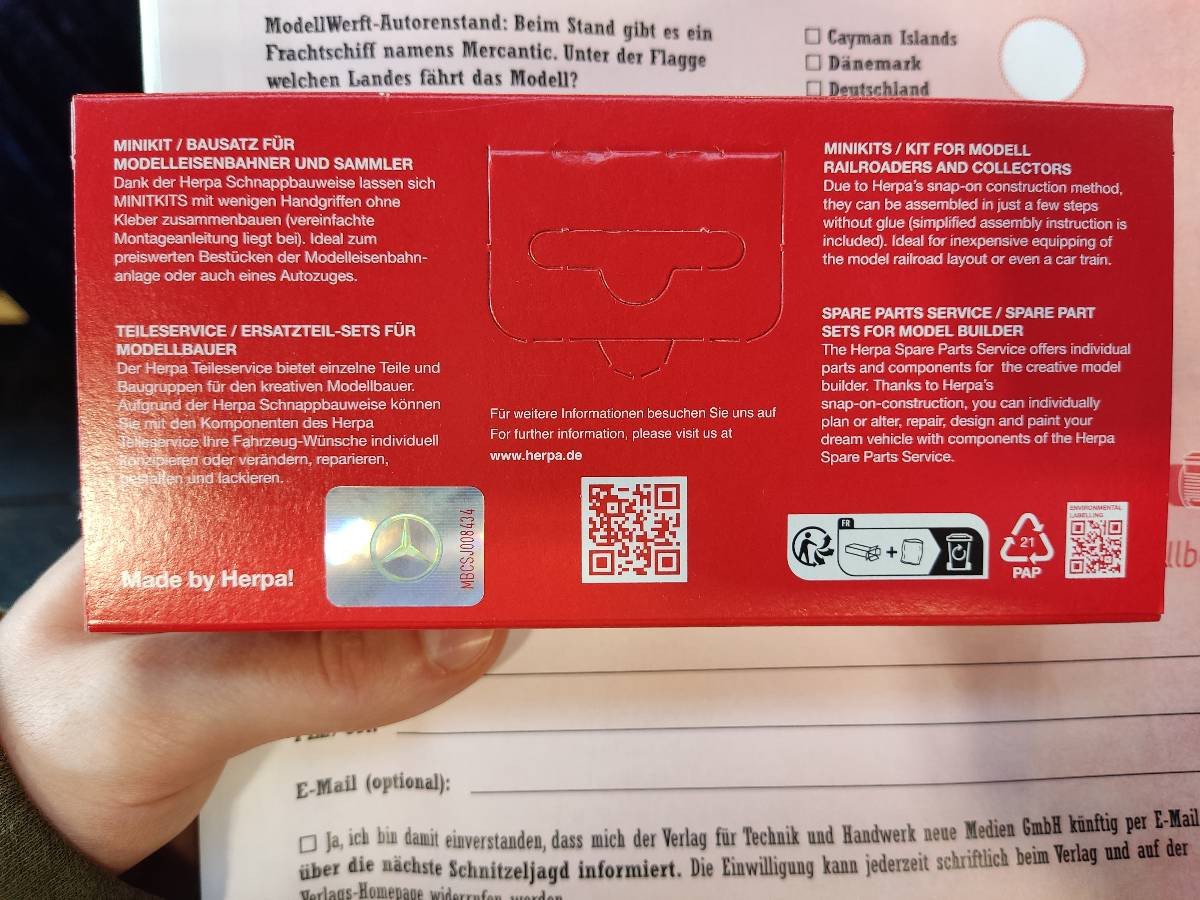 ModellWerft-Autorenstand: Beim Stand gibt es ein
Frachtschiff namens Mercantic. Unter der Flagge
welchen Landes fährt das Modell?
☐ Cayman Islands
☐ Dänemark
☐ Deutschland
MINIKIT / BAUSATZ FÜR
MODELLEISENBAHNER UND SAMMLER
Dank der Herpa Schnappbauweise lassen sich
MINITKITS mit wenigen Handgriffen ohne
Kleber zusammenbauen (vereinfachte
Montageanleitung liegt bei). Ideal zum
preiswerten Bestücken der Modelleisenbahn-
anlage oder auch eines Autozuges.
TEILESERVICE / ERSATZTEIL-SETS FÜR
MODELLBAUER
Der Herpa Teileservice bietet einzelne Teile und
Baugruppen für den kreativen Modellbauer.
Aufgrund der Herpa Schnappbauweise können
Sie mit den Komponenten des Herpa
Teileservice Ihre Fahrzeug-Wünsche individuell
konzipieren oder verändern, reparieren,
gestalten und lackieren.
Made by Herpa!
MBCSJ008434
Für weitere Informationen besuchen Sie uns auf
For further information, please visit us at
www.herpa.de
MINIKITS / KIT FOR MODELL
RAILROADERS AND COLLECTORS
Due to Herpa's snap-on construction method,
they can be assembled in just a few steps
without glue (simplified assembly instruction is
included). Ideal for inexpensive equipping of
the model railroad layout or even a car train.
SPARE PARTS SERVICE / SPARE PART
SETS FOR MODEL BUILDER
The Herpa Spare Parts Service offers individual
parts and components for the creative model
builder. Thanks to Herpa's
snap-on-construction, you can individually
plan or alter, repair, design and paint your
dream vehicle with components of the Herpa
Spare Parts Service.
FR
21
PAP
ENVIRONMENTAL
LABELLING
E-Mail (optional):
☐ Ja, ich bin damit einverstanden, dass mich der Verlag für Technik und Handwerk neue Medien GmbH künftig per E-Mail
über die nächste Schnitzeljagd informiert. Die Einwilligung kann jederzeit schriftlich beim Verlag und auf der
Verlags-Homepage widerrufen werden.